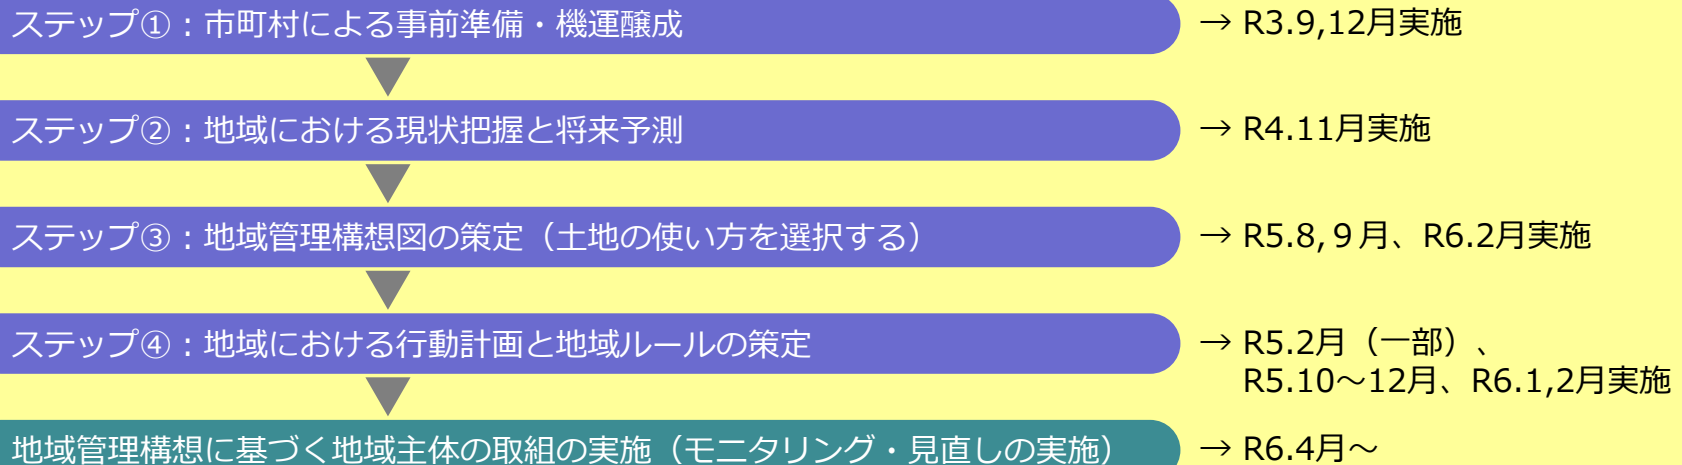 ステップ①：市町村による事前準備・機運醸成
→ R3.9,12月実施
ステップ②：地域における現状把握と将来予測
→ R4.11月実施
ステップ③：地域管理構想図の策定（土地の使い方を選択する）
→ R5.8,９月、R6.2月実施
ステップ④：地域における行動計画と地域ルールの策定
→ R5.2月（一部）、
R5.10～12月、R6.1,2月実施
地域管理構想に基づく地域主体の取組の実施（モニタリング・見直しの実施）
→ R6.4月～